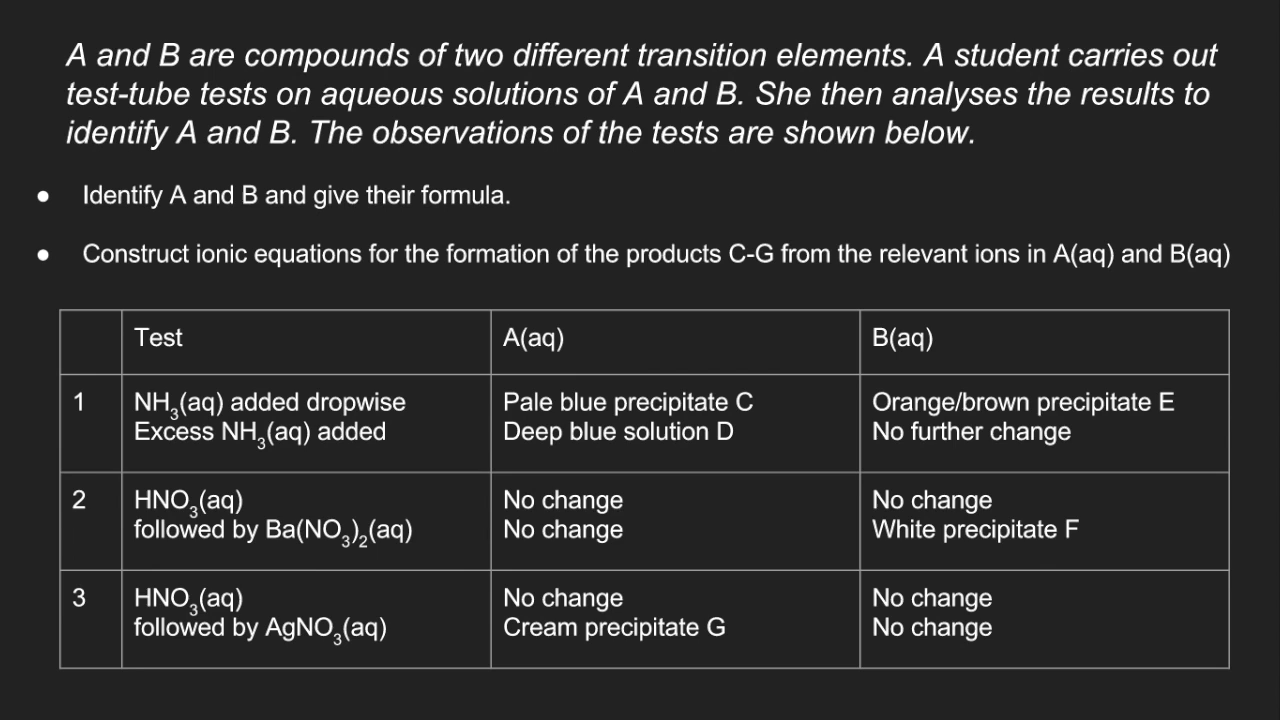 A and B are compounds of two different transition elements. A student carries out
test-tube tests on aqueous solutions of A and B. She then analyses the results to
identify A and B. The observations of the tests are shown below.
● Identify A and B and give their formula.
● Construct ionic equations for the formation of the products C-G from the relevant ions in A(aq) and B(aq)
Test A(aq) B(aq)
1 NH₃(aq) added dropwise Pale blue precipitate C Orange/brown precipitate E
Excess NH₃(aq) added Deep blue solution D No further change
2 HNO₃(aq) No change No change
followed by Ba(NO₃)₂(aq) No change White precipitate F
3 HNO₃(aq) No change No change
followed by AgNO₃(aq) Cream precipitate G No change